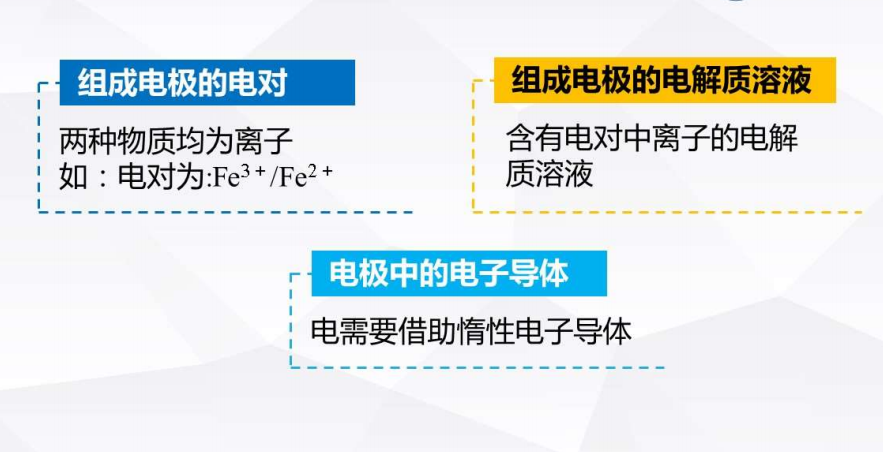 组成电极的电对
两种物质均为离子
如：电对为:Fe³⁺/Fe²⁺
组成电极的电解质溶液
含有电对中离子的电解
质溶液
电极中的电子导体
电需要借助惰性电子导体